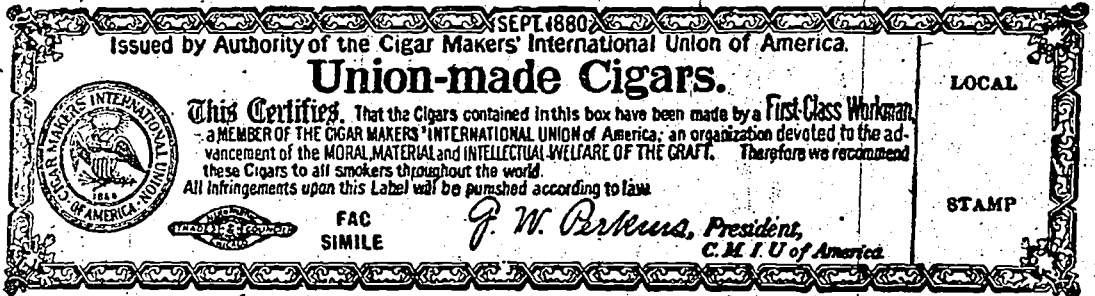 SEPT. 1880
Issued by Authority of the Cigar Makers' International Union of America.
Union-made Cigars.
This Certifies. That the Cigars contained in this box have been made by a First-Class Workman,
a MEMBER OF THE CIGAR MAKERS' INTERNATIONAL UNION of America, an organization devoted to the ad-
vancement of the MORAL, MATERIAL and INTELLECTUAL WELFARE OF THE CRAFT. Therefore we recommend
these Cigars to all smokers throughout the world.
All Infringements upon this Label will be punished according to law.
CIGAR MAKERS INTERNATIONAL UNION
OF AMERICA
TRADES COUNCIL
FAC
SIMILE
G. W. Perkins, President,
C. M. I. U of America
LOCAL
STAMP